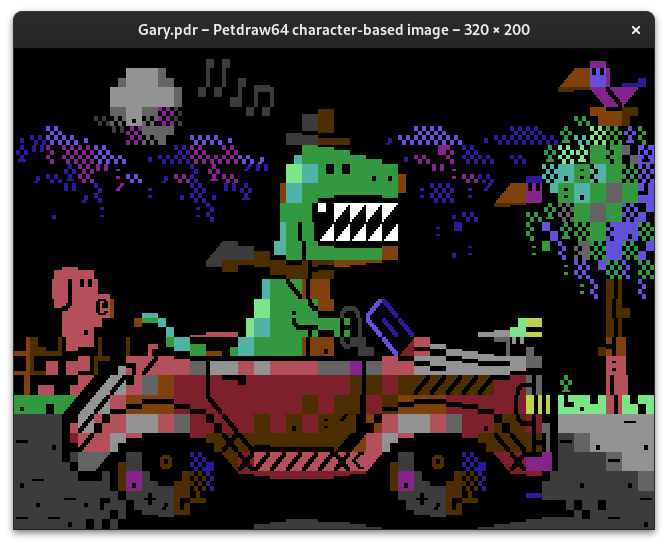 Gary.pdr – Petdraw64 character-based image – 320 × 200